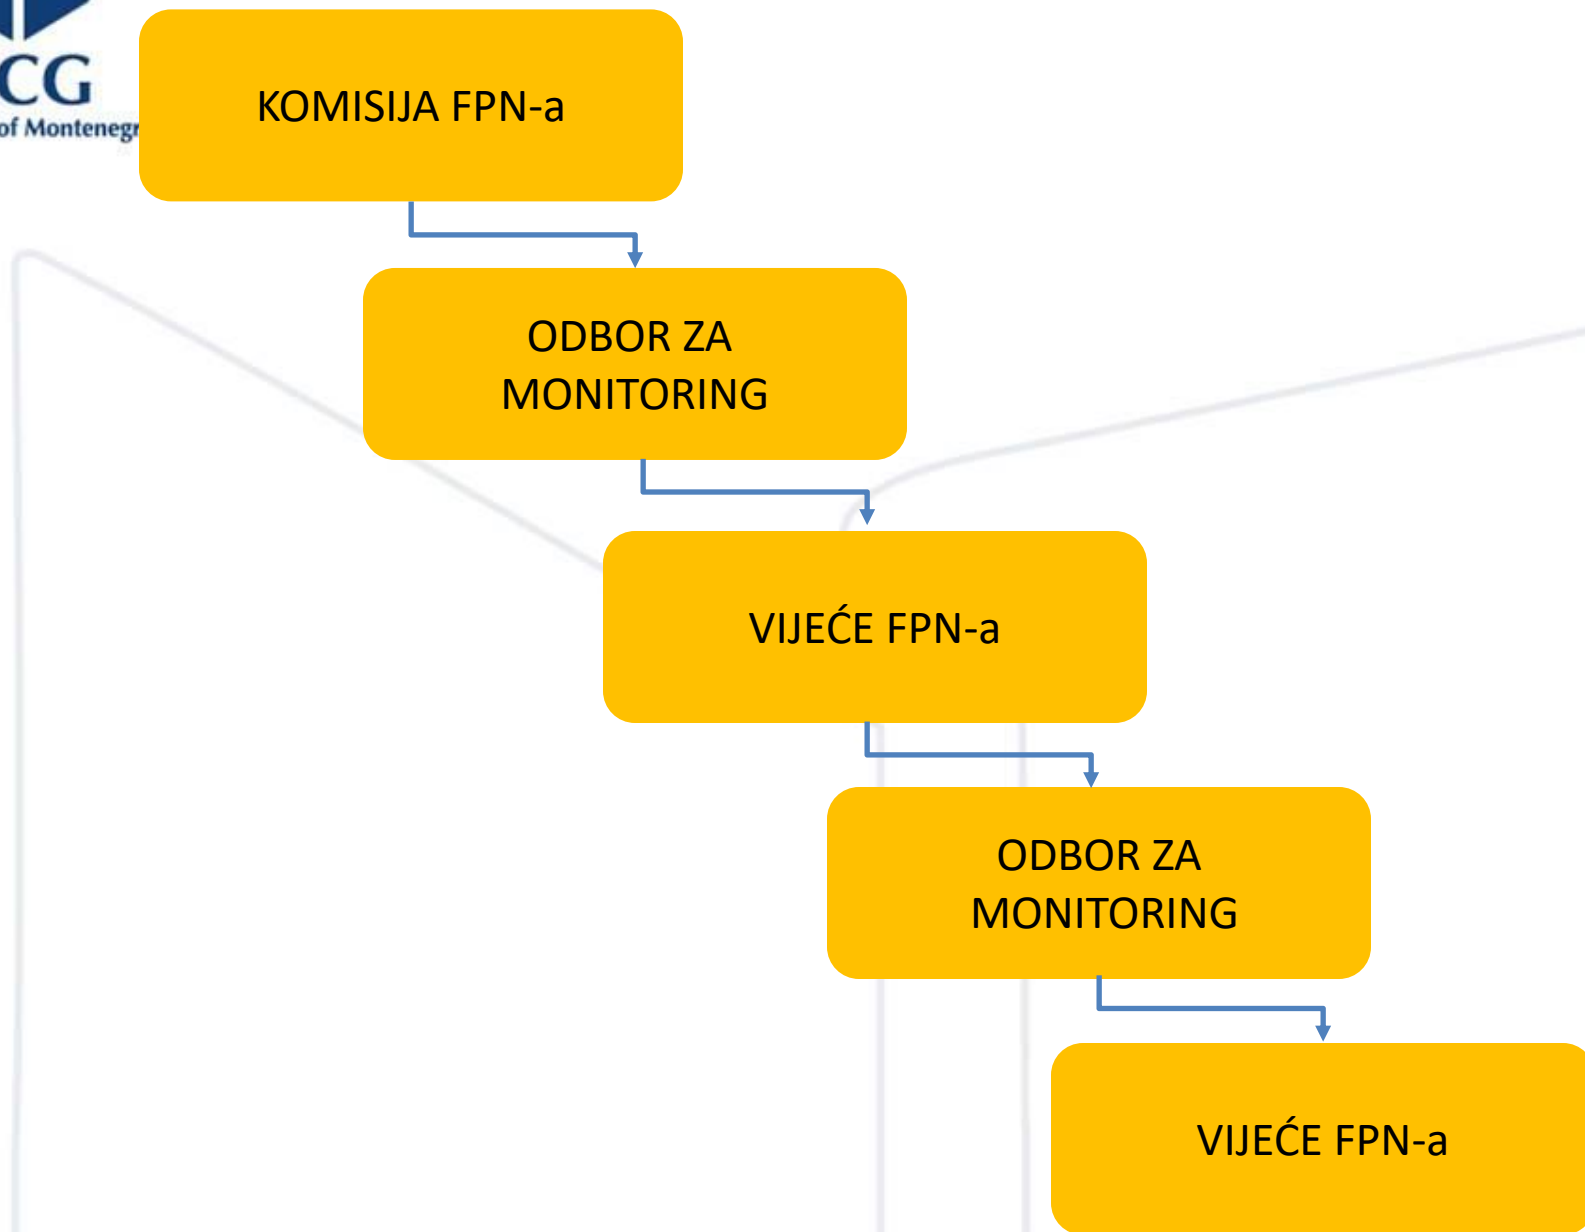 CG
of Montenegr
KOMISIJA FPN-a
ODBOR ZA
MONITORING
VIJEĆE FPN-a
ODBOR ZA
MONITORING
VIJEĆE FPN-a